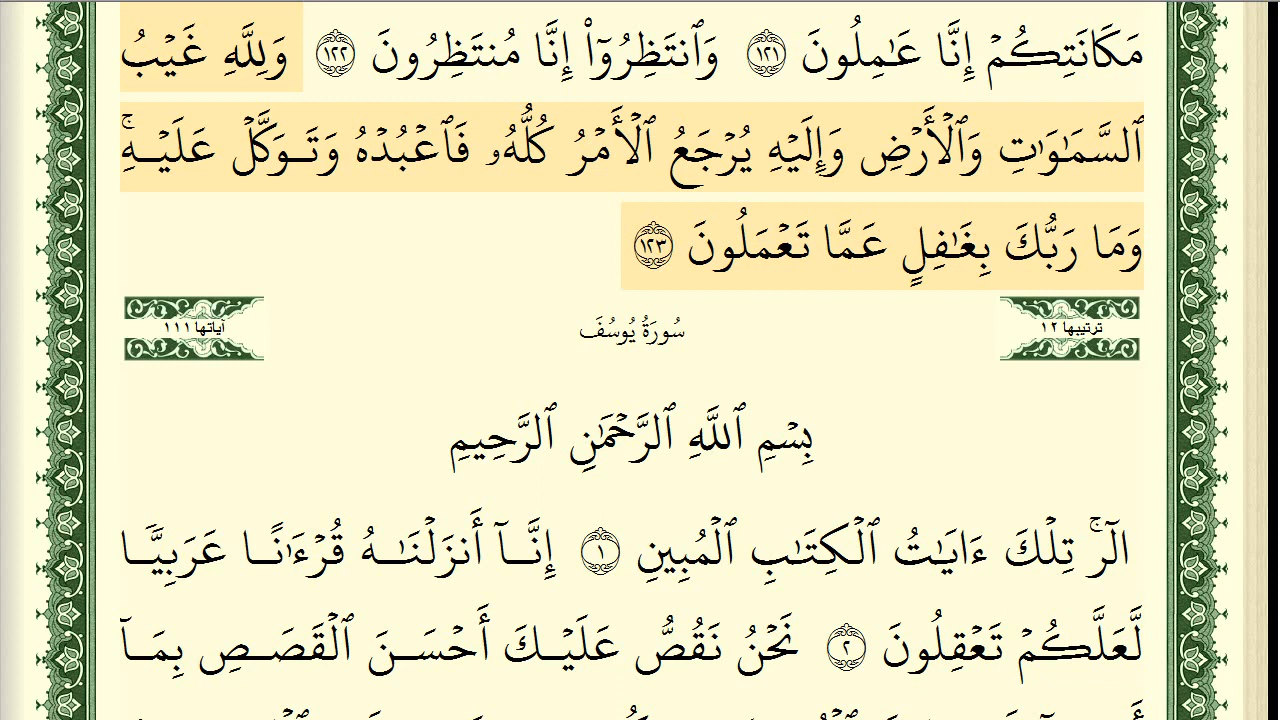 مَكَانَتِكُمْ إِنَّا عَٰمِلُونَ ١٢١ وَٱنتَظِرُوٓا۟ إِنَّا مُنتَظِرُونَ ١٢٢ وَلِلَّهِ غَيْبُ
ٱلسَّمَٰوَٰتِ وَٱلْأَرْضِ وَإِلَيْهِ يُرْجَعُ ٱلْأَمْرُ كُلُّهُۥ فَٱعْبُدْهُ وَتَوَكَّلْ عَلَيْهِۚ
وَمَا رَبُّكَ بِغَٰفِلٍ عَمَّا تَعْمَلُونَ ١٢٣
ترتيبها ١٢ سُورَةُ يُوسُفَ آياتها ١١١
بِسْمِ ٱللَّهِ ٱلرَّحْمَٰنِ ٱلرَّحِيمِ
الٓرۚ تِلْكَ ءَايَٰتُ ٱلْكِتَٰبِ ٱلْمُبِينِ ١ إِنَّآ أَنزَلْنَٰهُ قُرْءَٰنًا عَرَبِيًّا
لَّعَلَّكُمْ تَعْقِلُونَ ٢ نَحْنُ نَقُصُّ عَلَيْكَ أَحْسَنَ ٱلْقَصَصِ بِمَآ